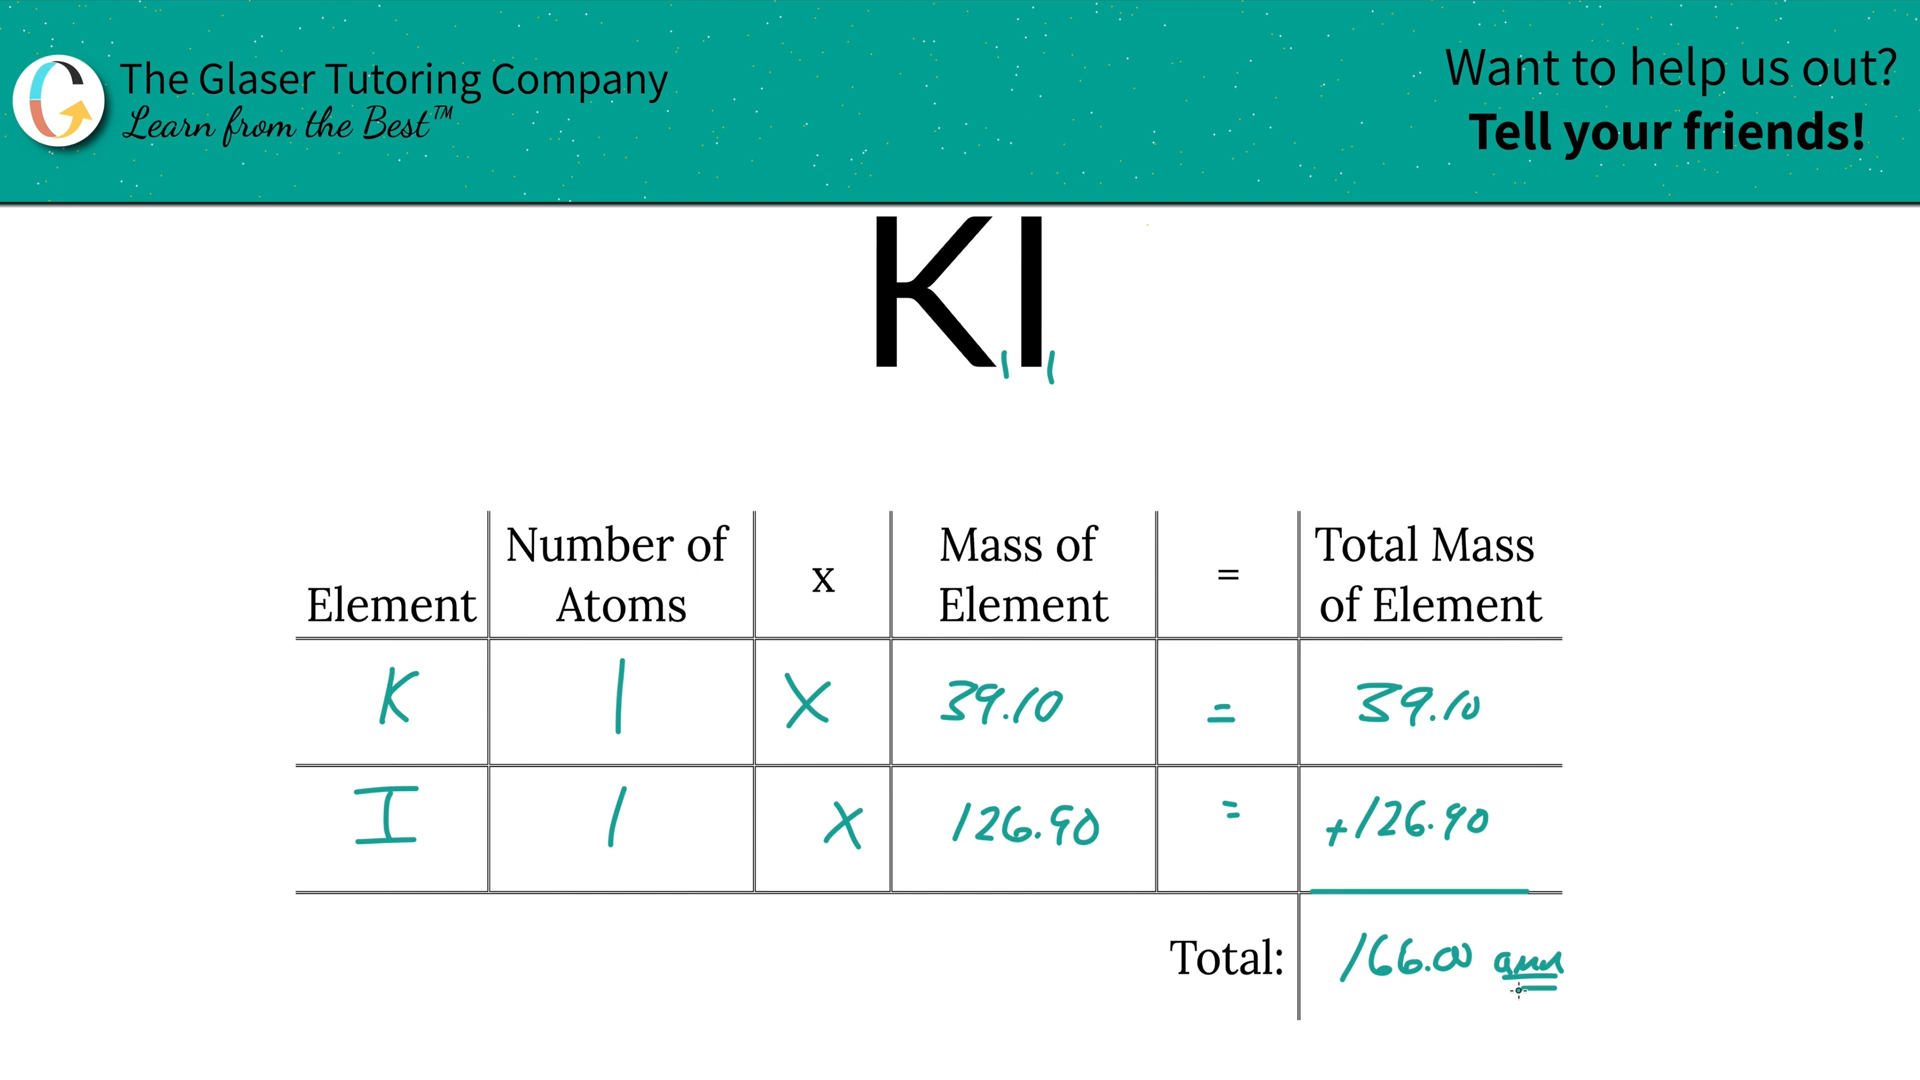 The Glaser Tutoring Company
Learn from the Best™
Want to help us out?
Tell your friends!
KI
1 1
Element Number of Atoms x Mass of Element = Total Mass of Element
K 1 X 39.10 = 39.10
I 1 X 126.90 = +126.90
Total: 166.00 amu